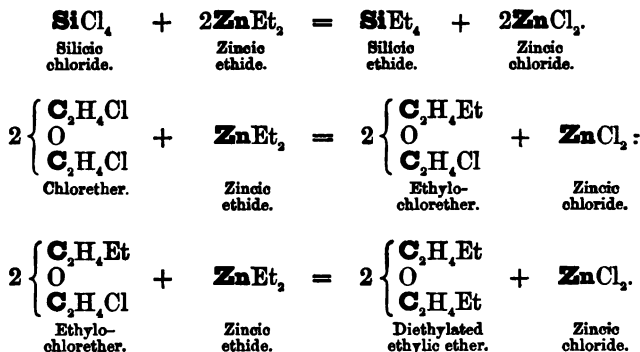 SiCl₄ + 2ZnEt₂ = SiEt₄ + 2ZnCl₂.
Silicic chloride. Zincic ethide. Silicic ethide. Zincic chloride.
2 { C₂H₄Cl O C₂H₄Cl + ZnEt₂ = 2 { C₂H₄Et O C₂H₄Cl + ZnCl₂ :
Chlorether. Zincic ethide. Ethylo-chlorether. Zincic chloride.
2 { C₂H₄Et O C₂H₄Cl + ZnEt₂ = 2 { C₂H₄Et O C₂H₄Et + ZnCl₂.
Ethylo-chlorether. Zincic ethide. Diethylated ethylic ether. Zincic chloride.